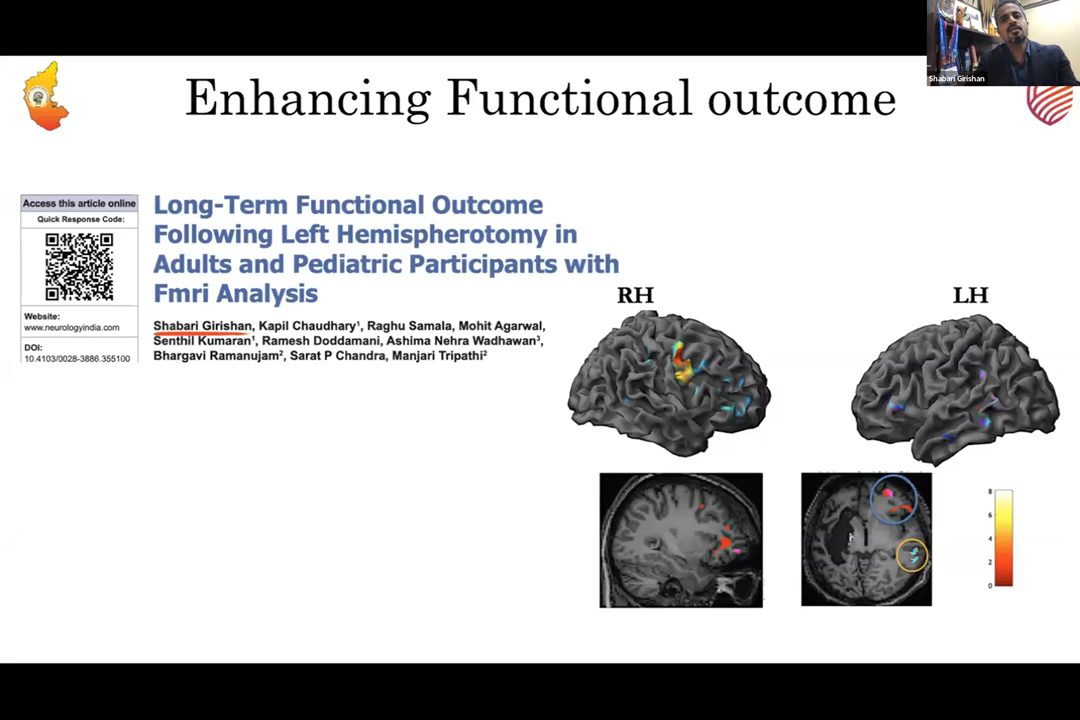 Shabari Girishan
Enhancing Functional outcome
Access this article online
Quick Response Code:
Website:
www.neurologyindia.com
DOI:
10.4103/0028-3886.355100
Long-Term Functional Outcome
Following Left Hemispherotomy in
Adults and Pediatric Participants with
Fmri Analysis
Shabari Girishan, Kapil Chaudhary¹, Raghu Samala, Mohit Agarwal,
Senthil Kumaran¹, Ramesh Doddamani, Ashima Nehra Wadhawan³,
Bhargavi Ramanujam², Sarat P Chandra, Manjari Tripathi²
RH
LH
8
6
4
2
0